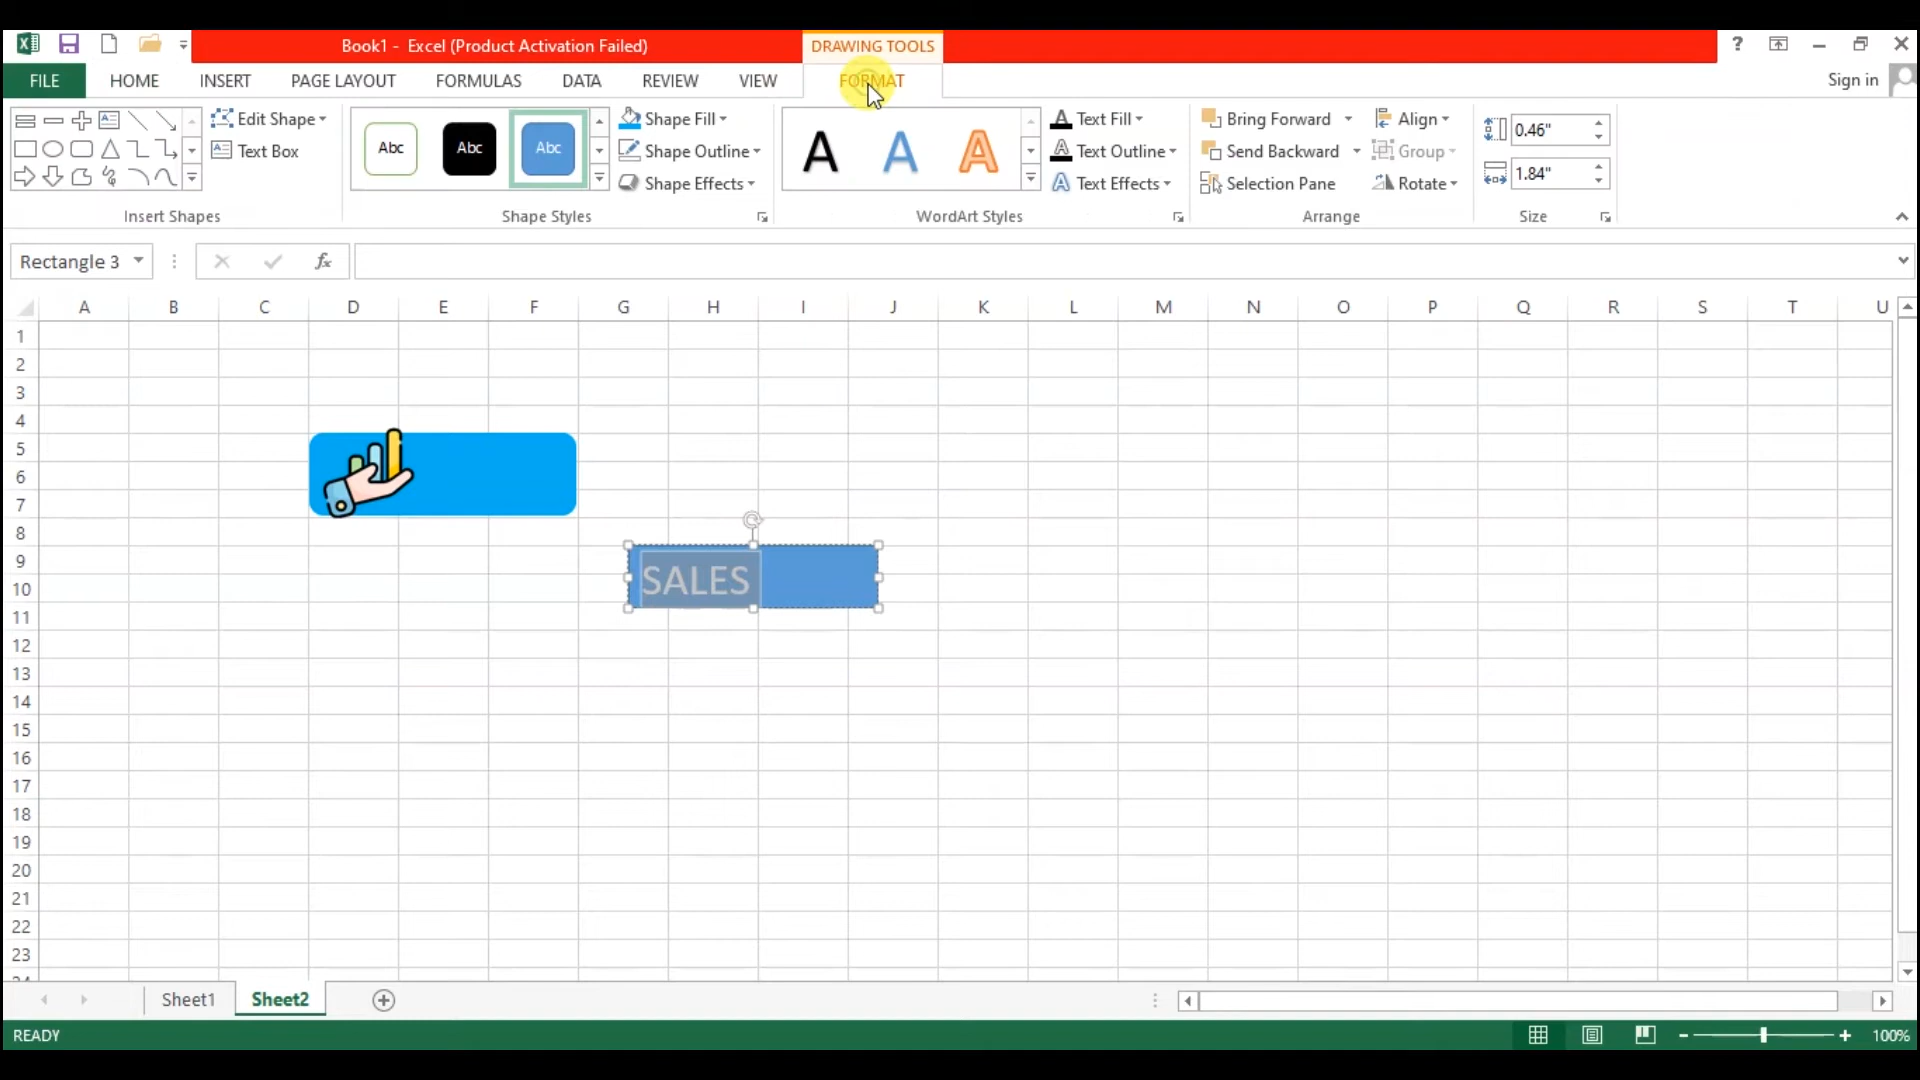 Book1 - Excel (Product Activation Failed)
DRAWING TOOLS
?
FILE
HOME
INSERT
PAGE LAYOUT
FORMULAS
DATA
REVIEW
VIEW
FORMAT
Sign in
Edit Shape
Text Box
Insert Shapes
Abc
Abc
Abc
Shape Fill
Shape Outline
Shape Effects
Shape Styles
A
A
A
Text Fill
Text Outline
Text Effects
WordArt Styles
Bring Forward
Send Backward
Selection Pane
Align
Group
Rotate
Arrange
0.46"
1.84"
Size
Rectangle 3
fx
A B C D E F G H I J K L M N O P Q R S T U
1
2
3
4
5
6
7
8
9
10
11
12
13
14
15
16
17
18
19
20
21
22
23
24
SALES
Sheet1
Sheet2
READY
100%